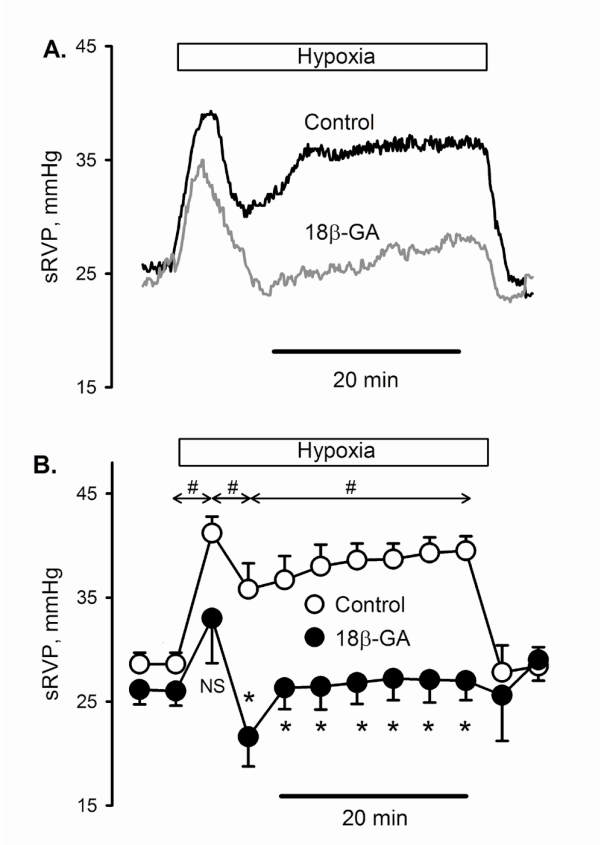 A.
45
Hypoxia
Control
35
sRVP, mmHg
18β-GA
25
20 min
15
B.
Hypoxia
45
# # #
35
Control
18β-GA
sRVP, mmHg
NS
*
25
* * * * * *
15
20 min